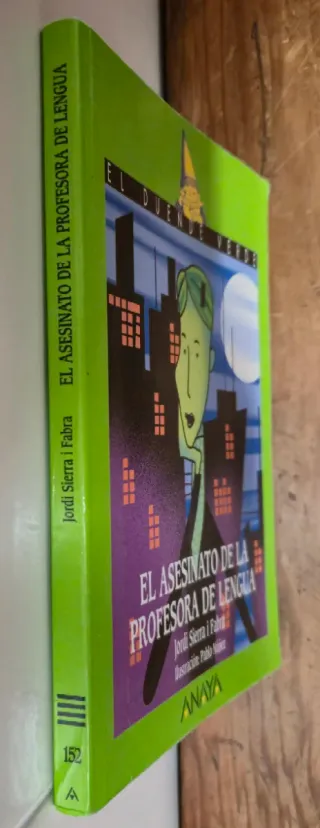 EL ASESINATO DE LA PROFESORA DE LENGUA
Jordi Sierra i Fabra
152
EL DUENDE VERDE
EL ASESINATO DE LA
PROFESORA DE LENGUA
Jordi Sierra i Fabra
Ilustración: Pablo Núñez
ANAYA